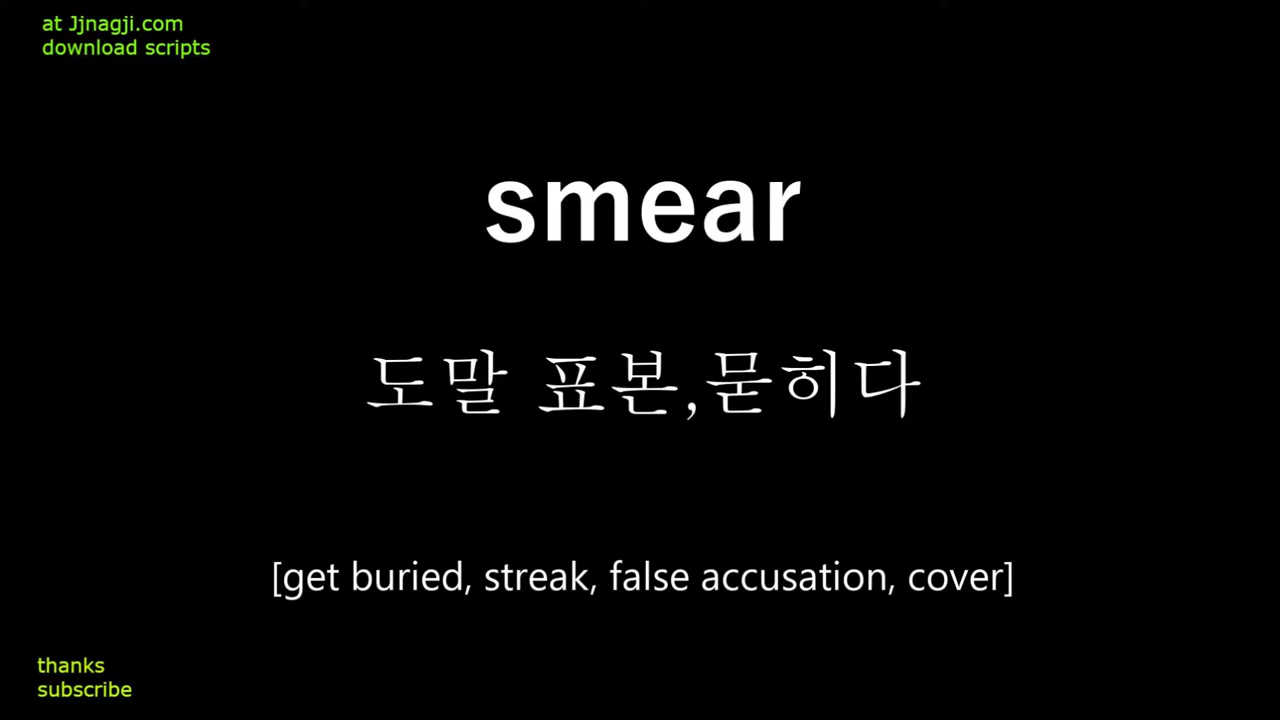 at Jjnagji.com
download scripts
smear
도말 표본,묻히다
[get buried, streak, false accusation, cover]
thanks
subscribe